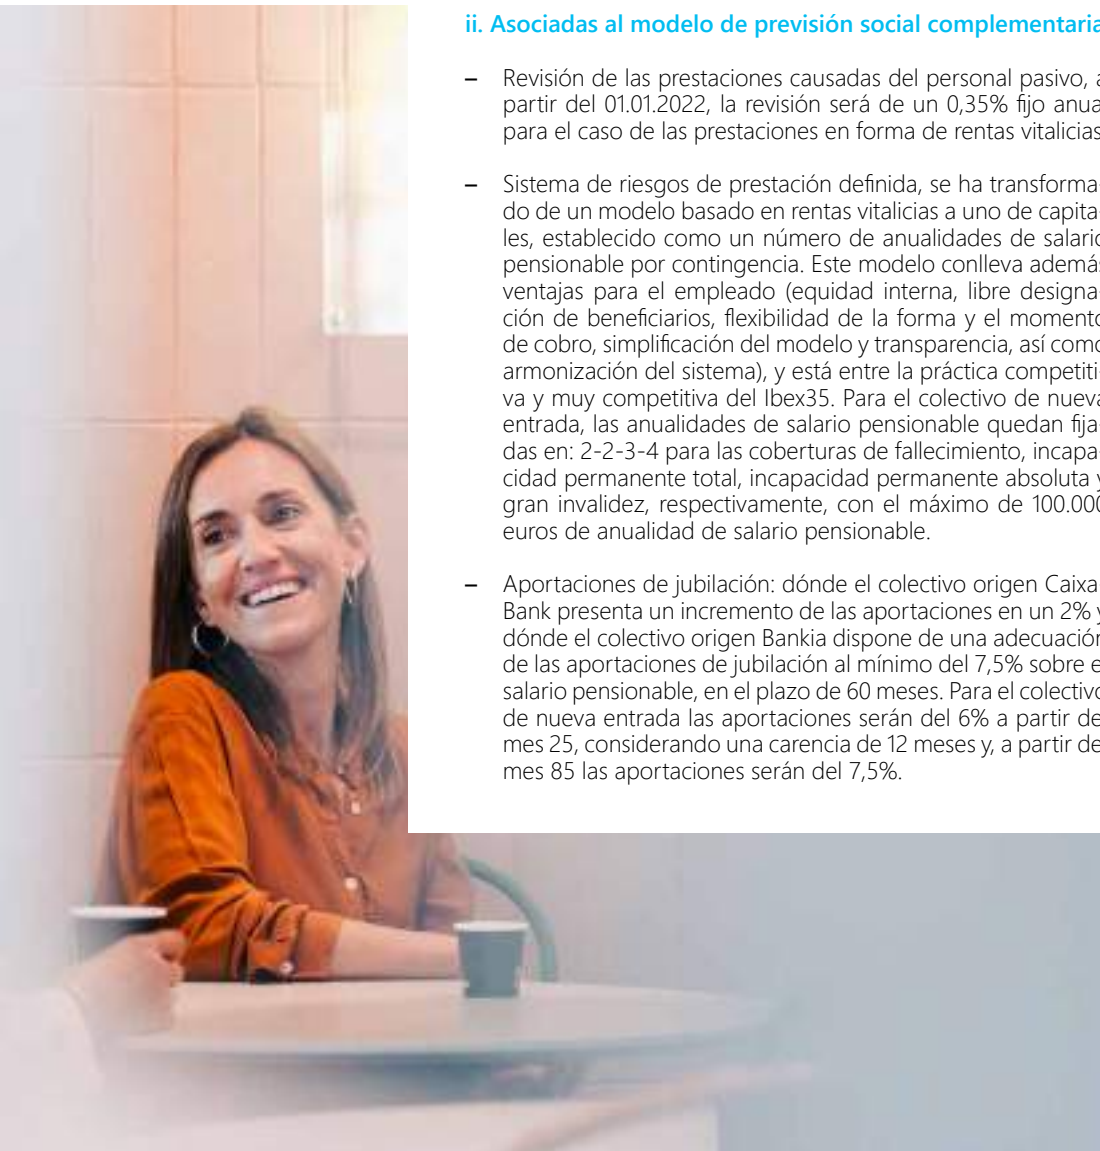 ii. Asociadas al modelo de previsión social complementaria
– Revisión de las prestaciones causadas del personal pasivo, a
partir del 01.01.2022, la revisión será de un 0,35% fijo anua
para el caso de las prestaciones en forma de rentas vitalicias
– Sistema de riesgos de prestación definida, se ha transforma-
do de un modelo basado en rentas vitalicias a uno de capita-
les, establecido como un número de anualidades de salario
pensionable por contingencia. Este modelo conlleva además
ventajas para el empleado (equidad interna, libre designa-
ción de beneficiarios, flexibilidad de la forma y el momento
de cobro, simplificación del modelo y transparencia, así como
armonización del sistema), y está entre la práctica competiti-
va y muy competitiva del Ibex35. Para el colectivo de nueva
entrada, las anualidades de salario pensionable quedan fija-
das en: 2-2-3-4 para las coberturas de fallecimiento, incapa-
cidad permanente total, incapacidad permanente absoluta y
gran invalidez, respectivamente, con el máximo de 100.000
euros de anualidad de salario pensionable.
– Aportaciones de jubilación: dónde el colectivo origen Caixa-
Bank presenta un incremento de las aportaciones en un 2% y
dónde el colectivo origen Bankia dispone de una adecuación
de las aportaciones de jubilación al mínimo del 7,5% sobre e
salario pensionable, en el plazo de 60 meses. Para el colectivo
de nueva entrada las aportaciones serán del 6% a partir de
mes 25, considerando una carencia de 12 meses y, a partir de
mes 85 las aportaciones serán del 7,5%.